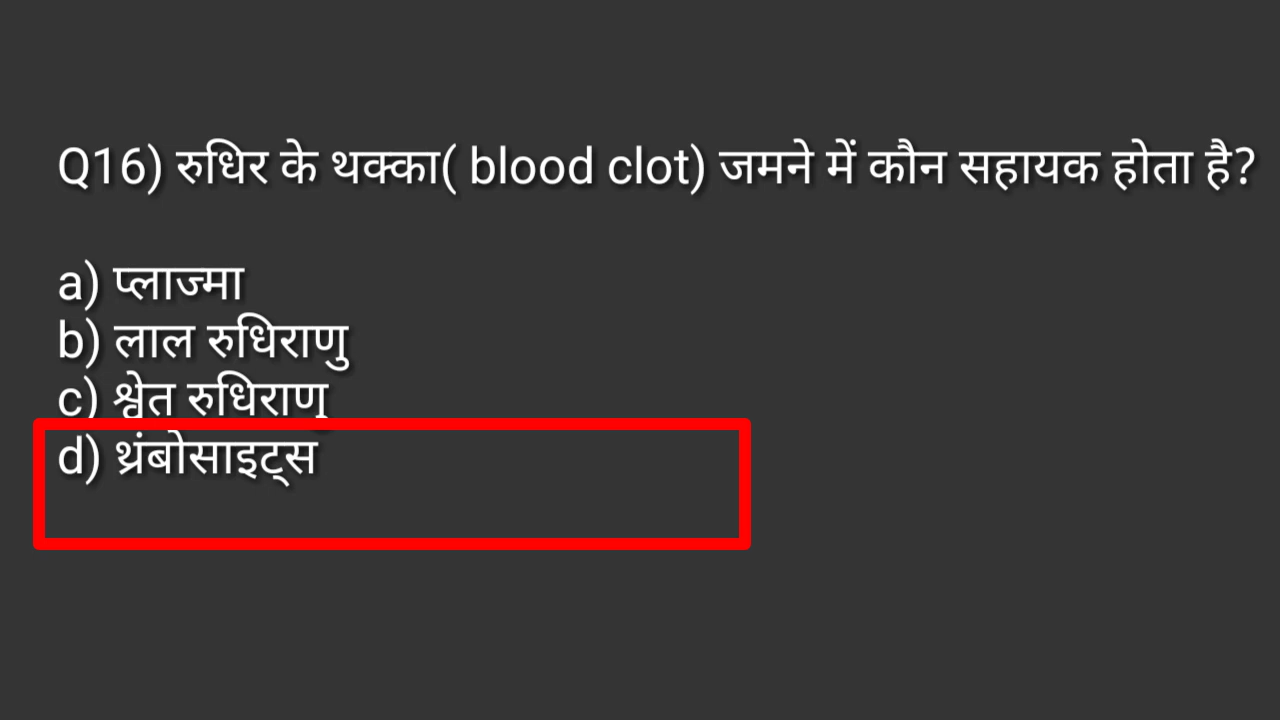 Q16) रुधिर के थक्का( blood clot) जमने में कौन सहायक होता है?
a) प्लाज्मा
b) लाल रुधिराणु
c) श्वेत रुधिराणु
d) थ्रंबोसाइट्स